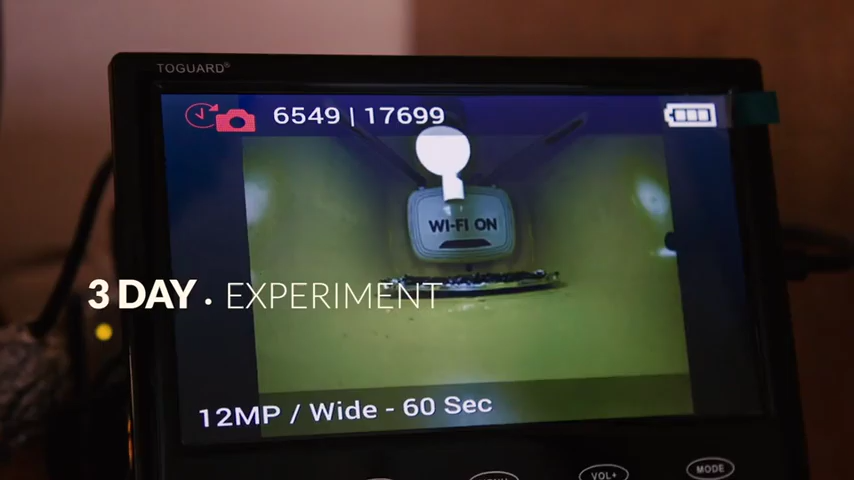 TOGUARD®
6549 | 17699
WI-FI ON
3 DAY. EXPERIMENT
12MP / Wide - 60 Sec
VOL+
MODE